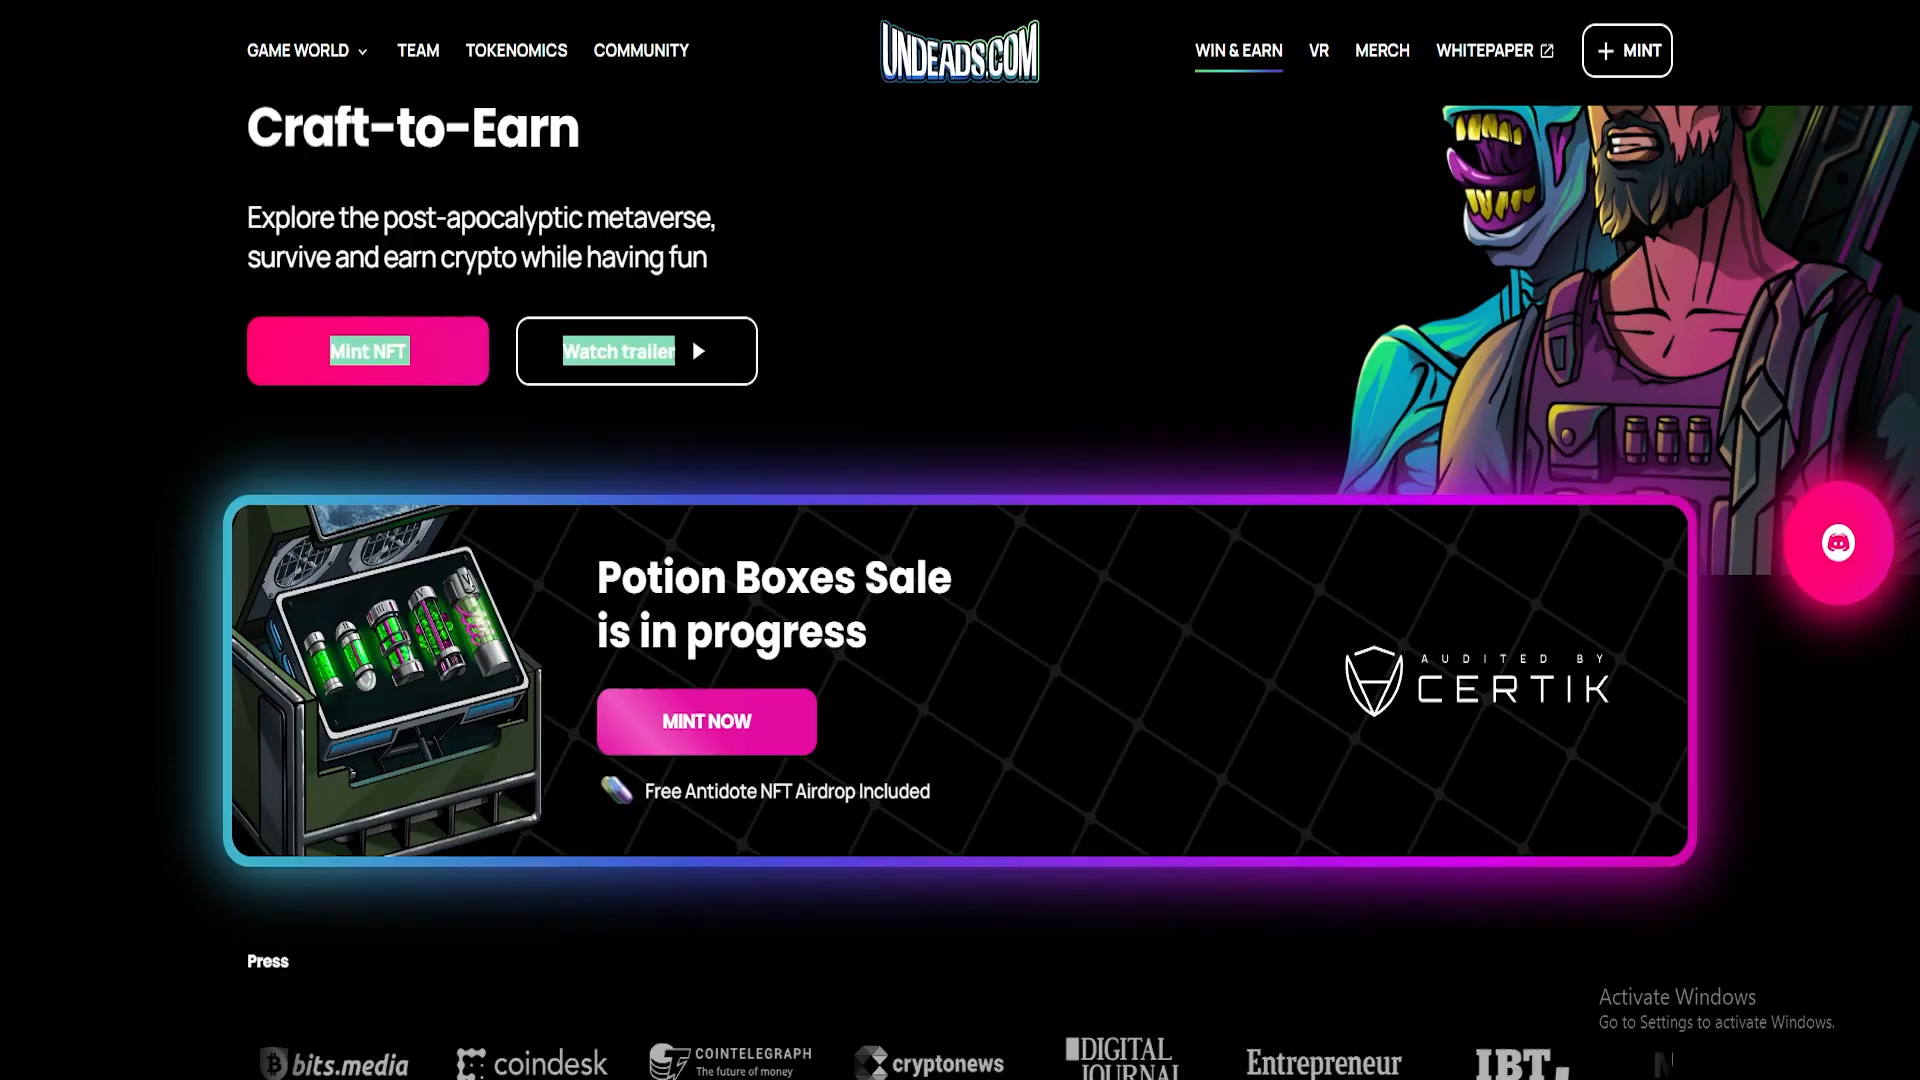 GAME WORLD TEAM TOKENOMICS COMMUNITY UNDEADS.COM WIN & EARN VR MERCH WHITEPAPER + MINT
Craft-to-Earn
Explore the post-apocalyptic metaverse,
survive and earn crypto while having fun
Mint NFT Watch trailer
Potion Boxes Sale
is in progress
MINT NOW
Free Antidote NFT Airdrop Included
AUDITED BY
CERTIK
Press
Activate Windows
Go to Settings to activate Windows.
bits.media
coindesk
COINTELEGRAPH
The future of money
cryptonews
DIGITAL
JOURNAL
Entrepreneur
IBT